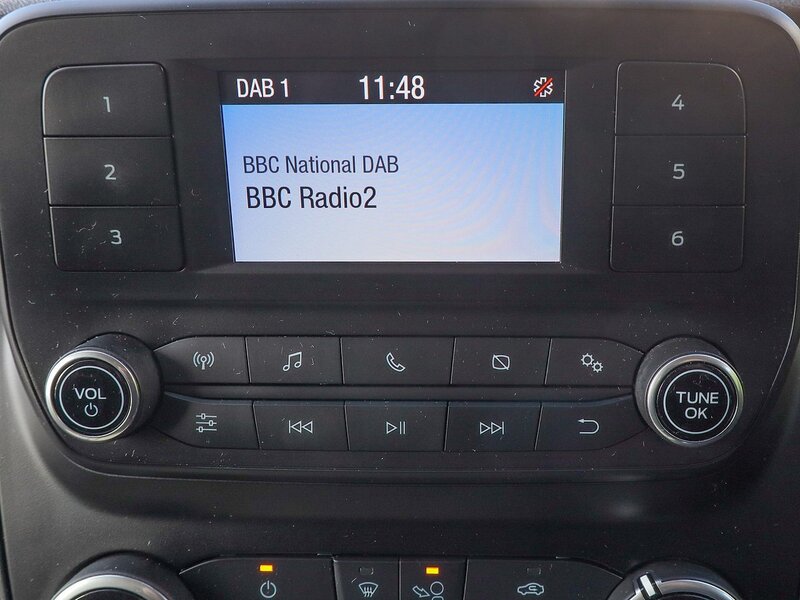 DAB 1 11:48
BBC National DAB
BBC Radio2
1
2
3
4
5
6
VOL
TUNE
OK